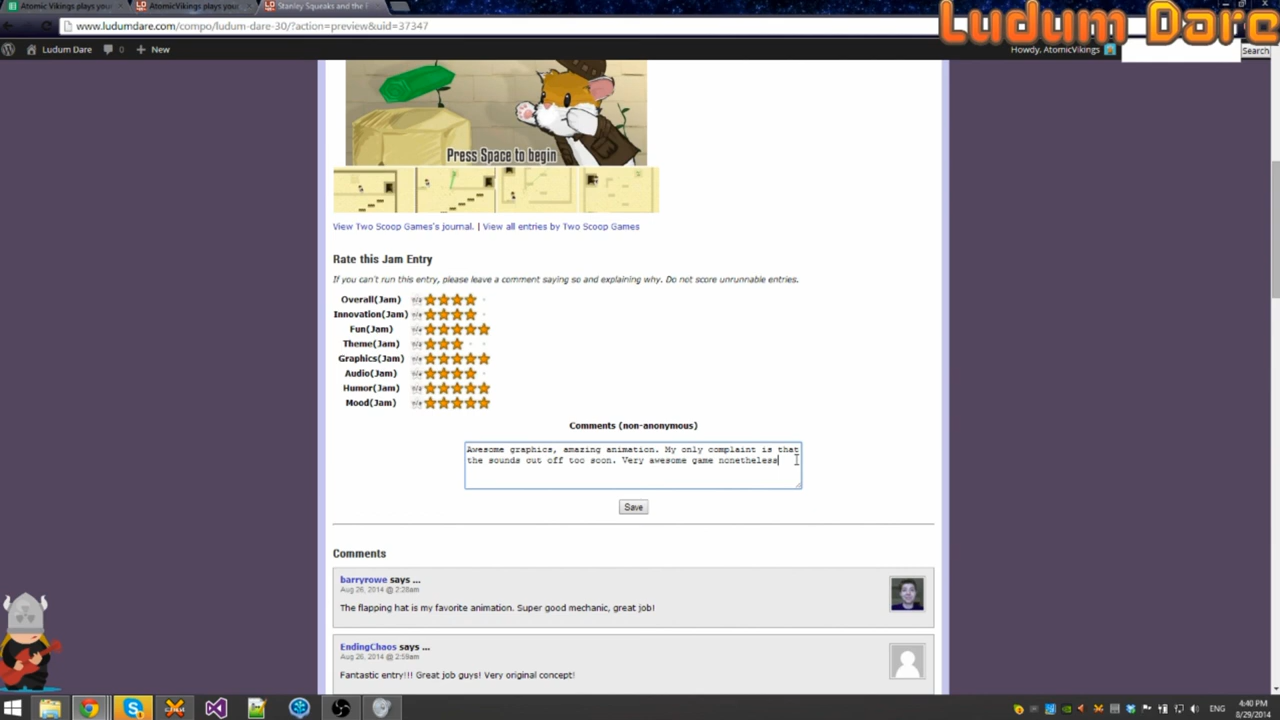 Atomic Vikings plays your
AtomicVikings plays your
Stanley Squeaks and the
www.ludumdare.com/compo/ludum-dare-30/?action=preview&uid=37347
Ludum Dare
Ludum Dare
0
New
Howdy, AtomicVikings
Search
Press Space to begin
View Two Scoop Games's journal. | View all entries by Two Scoop Games
Rate this Jam Entry
If you can't run this entry, please leave a comment saying so and explaining why. Do not score unrunnable entries.
Overall(Jam)
Innovation(Jam)
Fun(Jam)
Theme(Jam)
Graphics(Jam)
Audio(Jam)
Humor(Jam)
Mood(Jam)
Comments (non-anonymous)
Awesome graphics, amazing animation. My only complaint is that
the sounds cut off too soon. Very awesome game nonetheless
Save
Comments
barryrowe says ...
Aug 26, 2014 @ 2:28am
The flapping hat is my favorite animation. Super good mechanic, great job!
EndingChaos says ...
Aug 26, 2014 @ 2:59am
Fantastic entry!!! Great job guys! Very original concept!
ENG
4:40 PM
8/29/2014